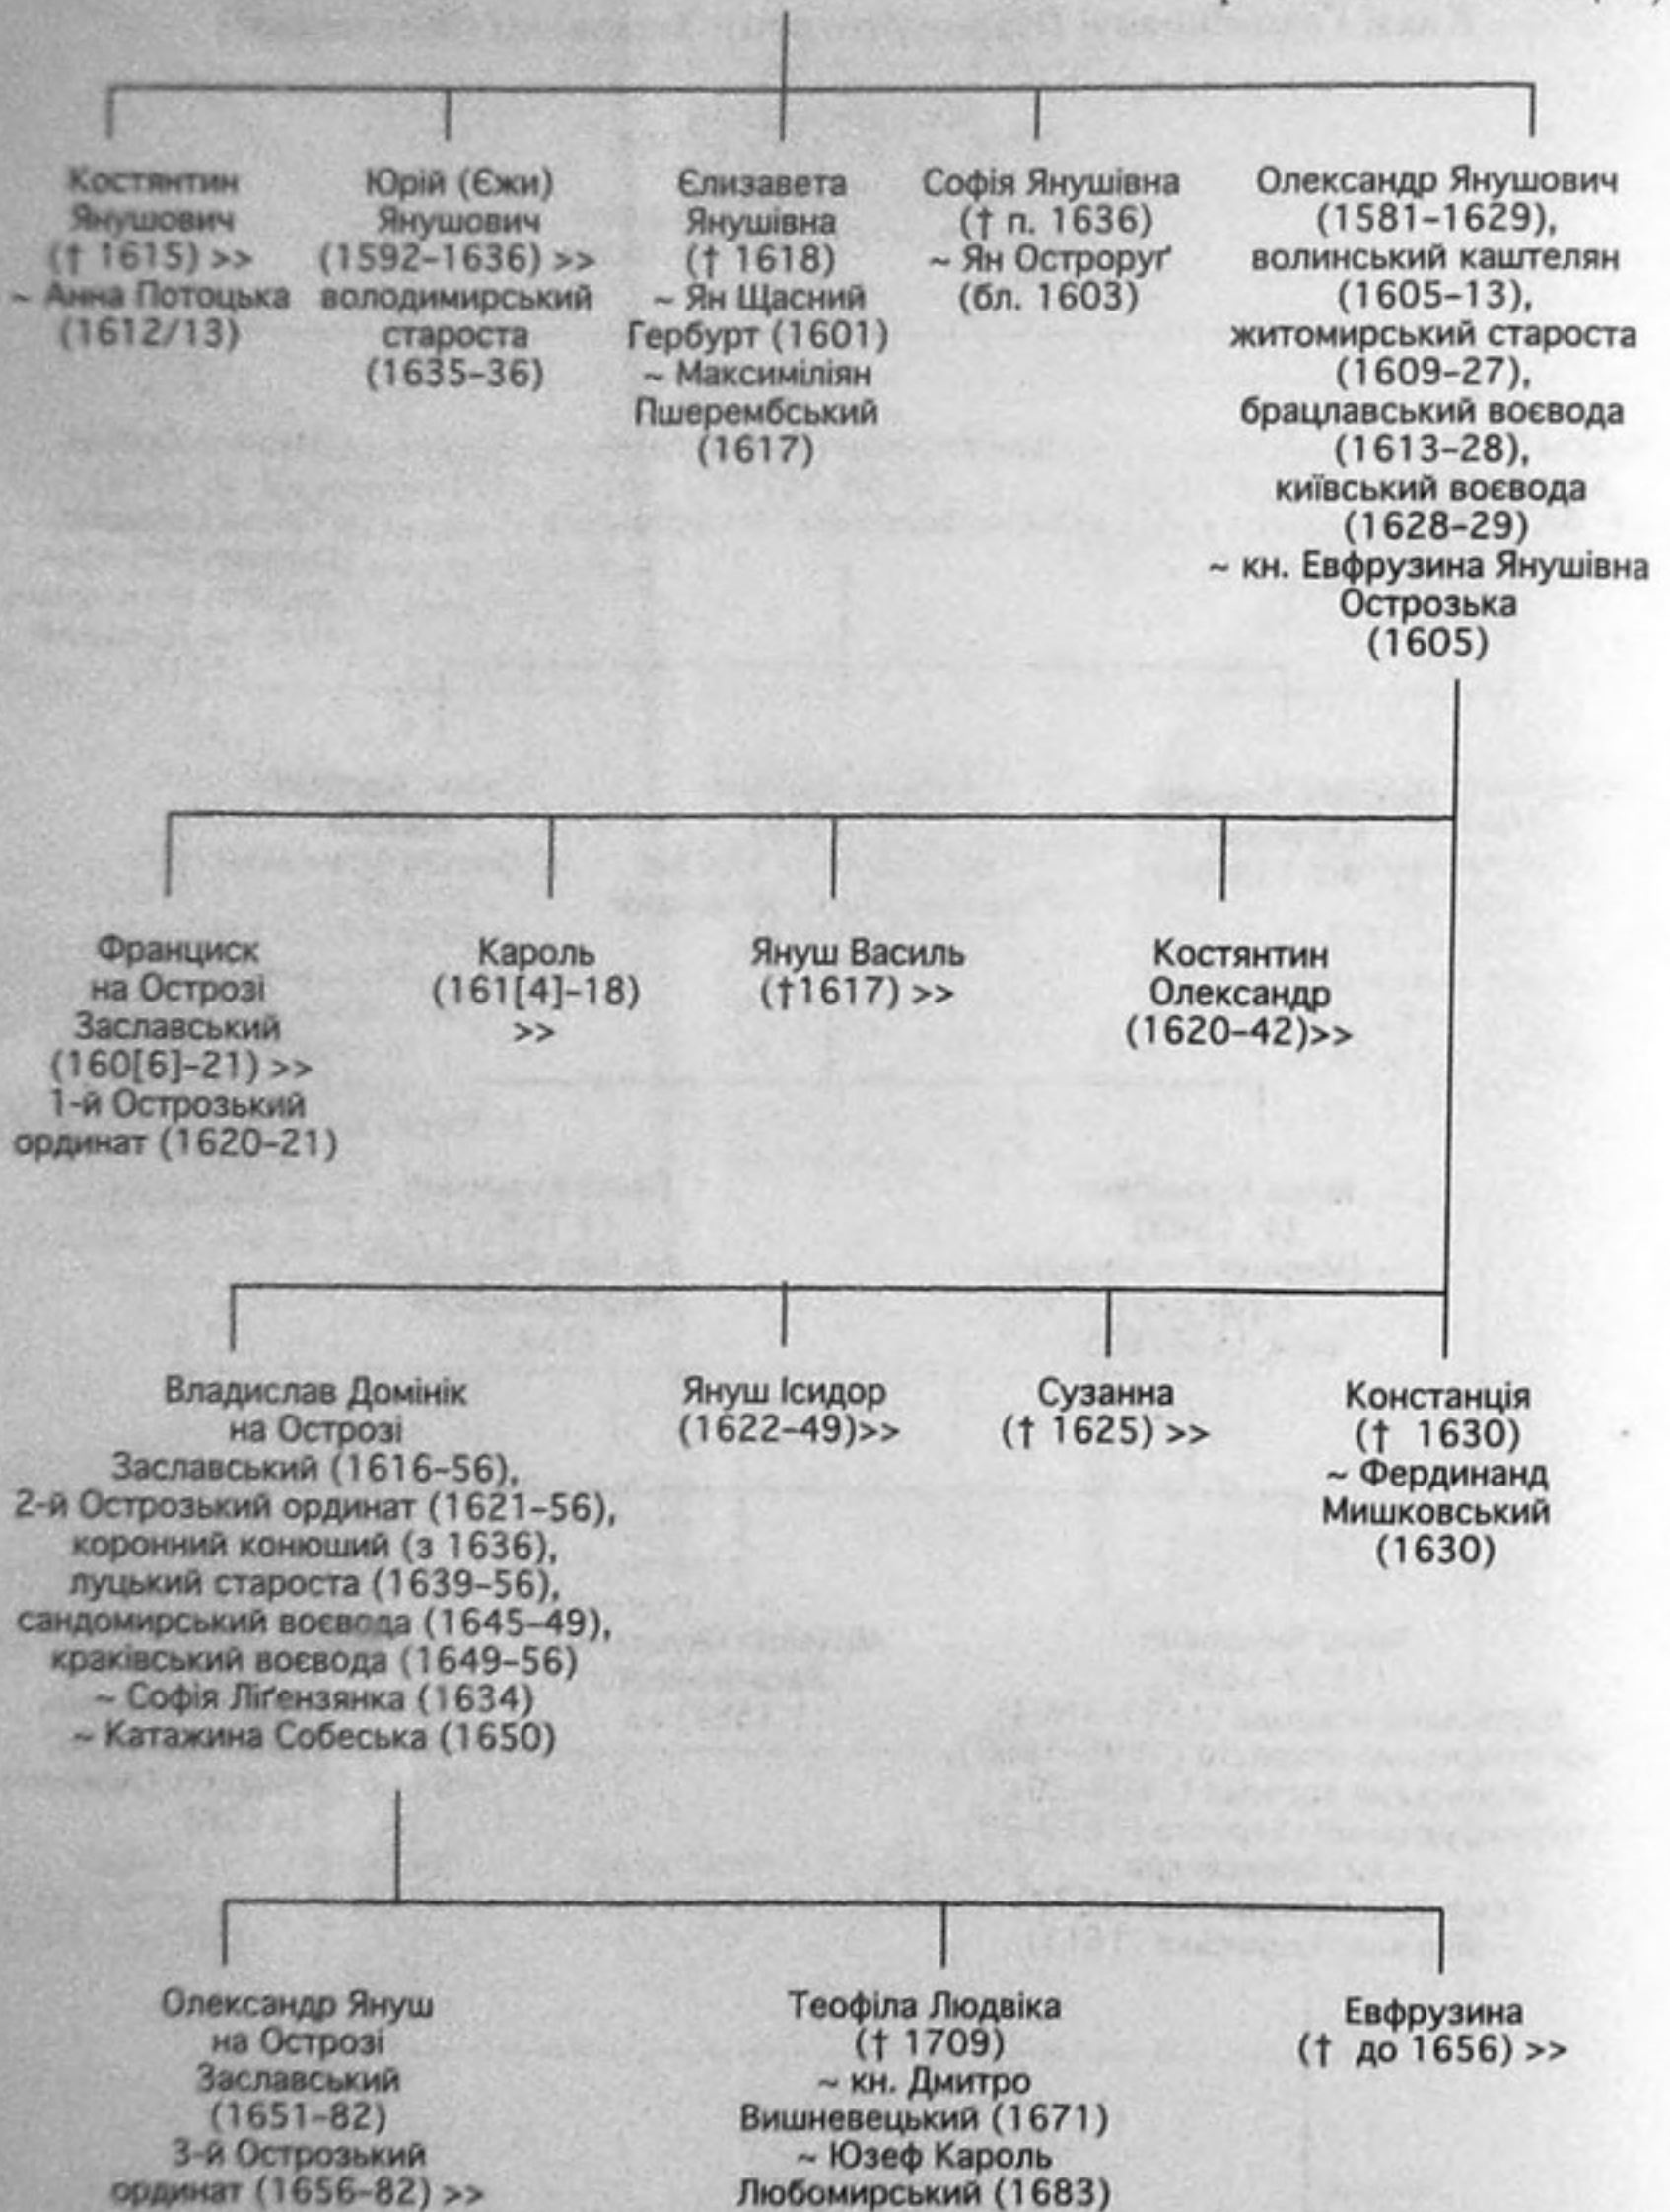 Костянтин
Янушович
(† 1615) >>
~ Анна Потоцька
(1612/13)
Юрій (Єжи)
Янушович
(1592–1636) >>
володимирський
староста
(1635–36)
Єлизавета
Янушівна
(† 1618)
~ Ян Щасний
Гербурт (1601)
~ Максиміліян
Пшерембський
(1617)
Софія Янушівна
(† п. 1636)
~ Ян Остроруґ
(бл. 1603)
Олександр Янушович
(1581–1629),
волинський каштелян
(1605–13),
житомирський староста
(1609–27),
брацлавський воєвода
(1613–28),
київський воєвода
(1628–29)
~ кн. Евфрузина Янушівна
Острозька
(1605)
Франциск
на Острозі
Заславський
(160[6]–21) >>
1-й Острозький
ординат (1620–21)
Кароль
(161[4]–18)
>>
Януш Василь
(†1617) >>
Костянтин
Олександр
(1620–42)>>
Владислав Домінік
на Острозі
Заславський (1616–56),
2-й Острозький ординат (1621–56),
коронний конюший (з 1636),
луцький староста (1639–56),
сандомирський воєвода (1645–49),
краківський воєвода (1649–56)
~ Софія Ліґензянка (1634)
~ Катажина Собеська (1650)
Януш Ісидор
(1622–49)>>
Сузанна
(† 1625) >>
Констанція
(† 1630)
~ Фердинанд
Мишковський
(1630)
Олександр Януш
на Острозі
Заславський
(1651–82)
3-й Острозький
ординат (1656–82) >>
Теофіла Людвіка
(† 1709)
~ кн. Дмитро
Вишневецький (1671)
~ Юзеф Кароль
Любомирський (1683)
Евфрузина
(† до 1656) >>